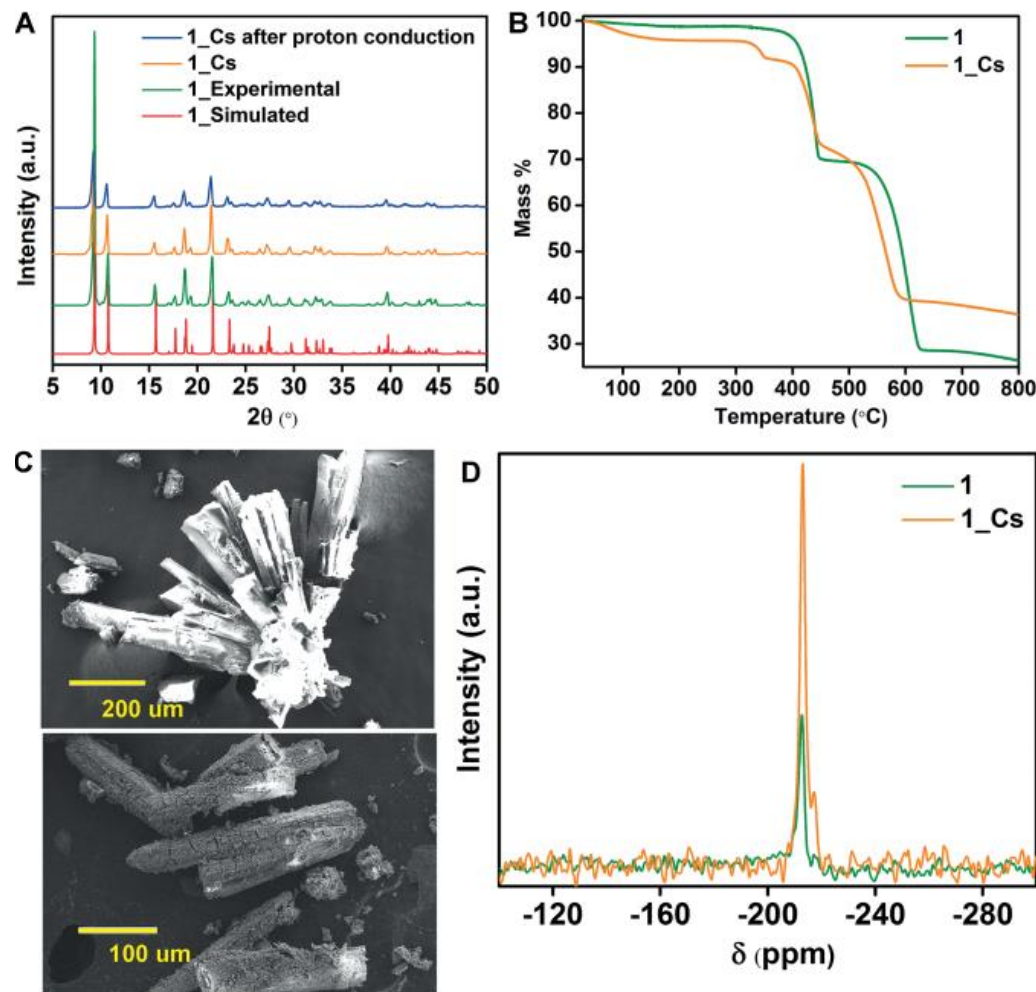 A
1_Cs after proton conduction
1_Cs
1_Experimental
1_Simulated
Intensity (a.u.)
5 10 15 20 25 30 35 40 45 50
2θ (°)
B
1
1_Cs
100
90
80
70
60
50
40
30
Mass %
100 200 300 400 500 600 700 800
Temperature (°C)
C
200 um
100 um
D
1
1_Cs
Intensity (a.u.)
-120 -160 -200 -240 -280
δ (ppm)